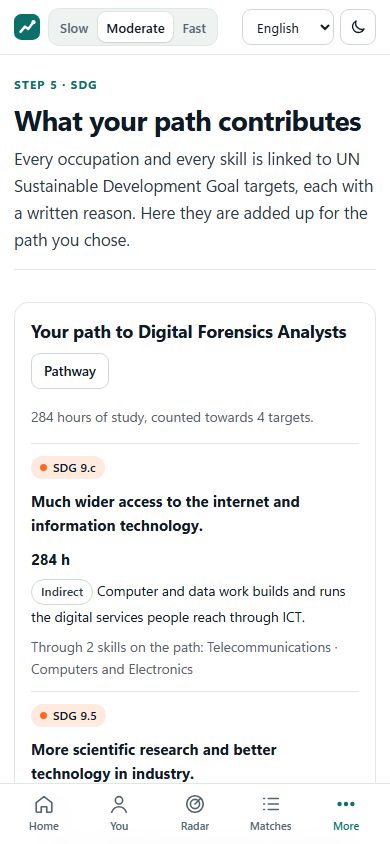 Slow Moderate Fast English
STEP 5 · SDG
What your path contributes
Every occupation and every skill is linked to UN
Sustainable Development Goal targets, each with
a written reason. Here they are added up for the
path you chose.
Your path to Digital Forensics Analysts
Pathway
284 hours of study, counted towards 4 targets.
SDG 9.c
Much wider access to the internet and
information technology.
284 h
Indirect Computer and data work builds and runs
the digital services people reach through ICT.
Through 2 skills on the path: Telecommunications ·
Computers and Electronics
SDG 9.5
More scientific research and better
technology in industry.
Home You Radar Matches More